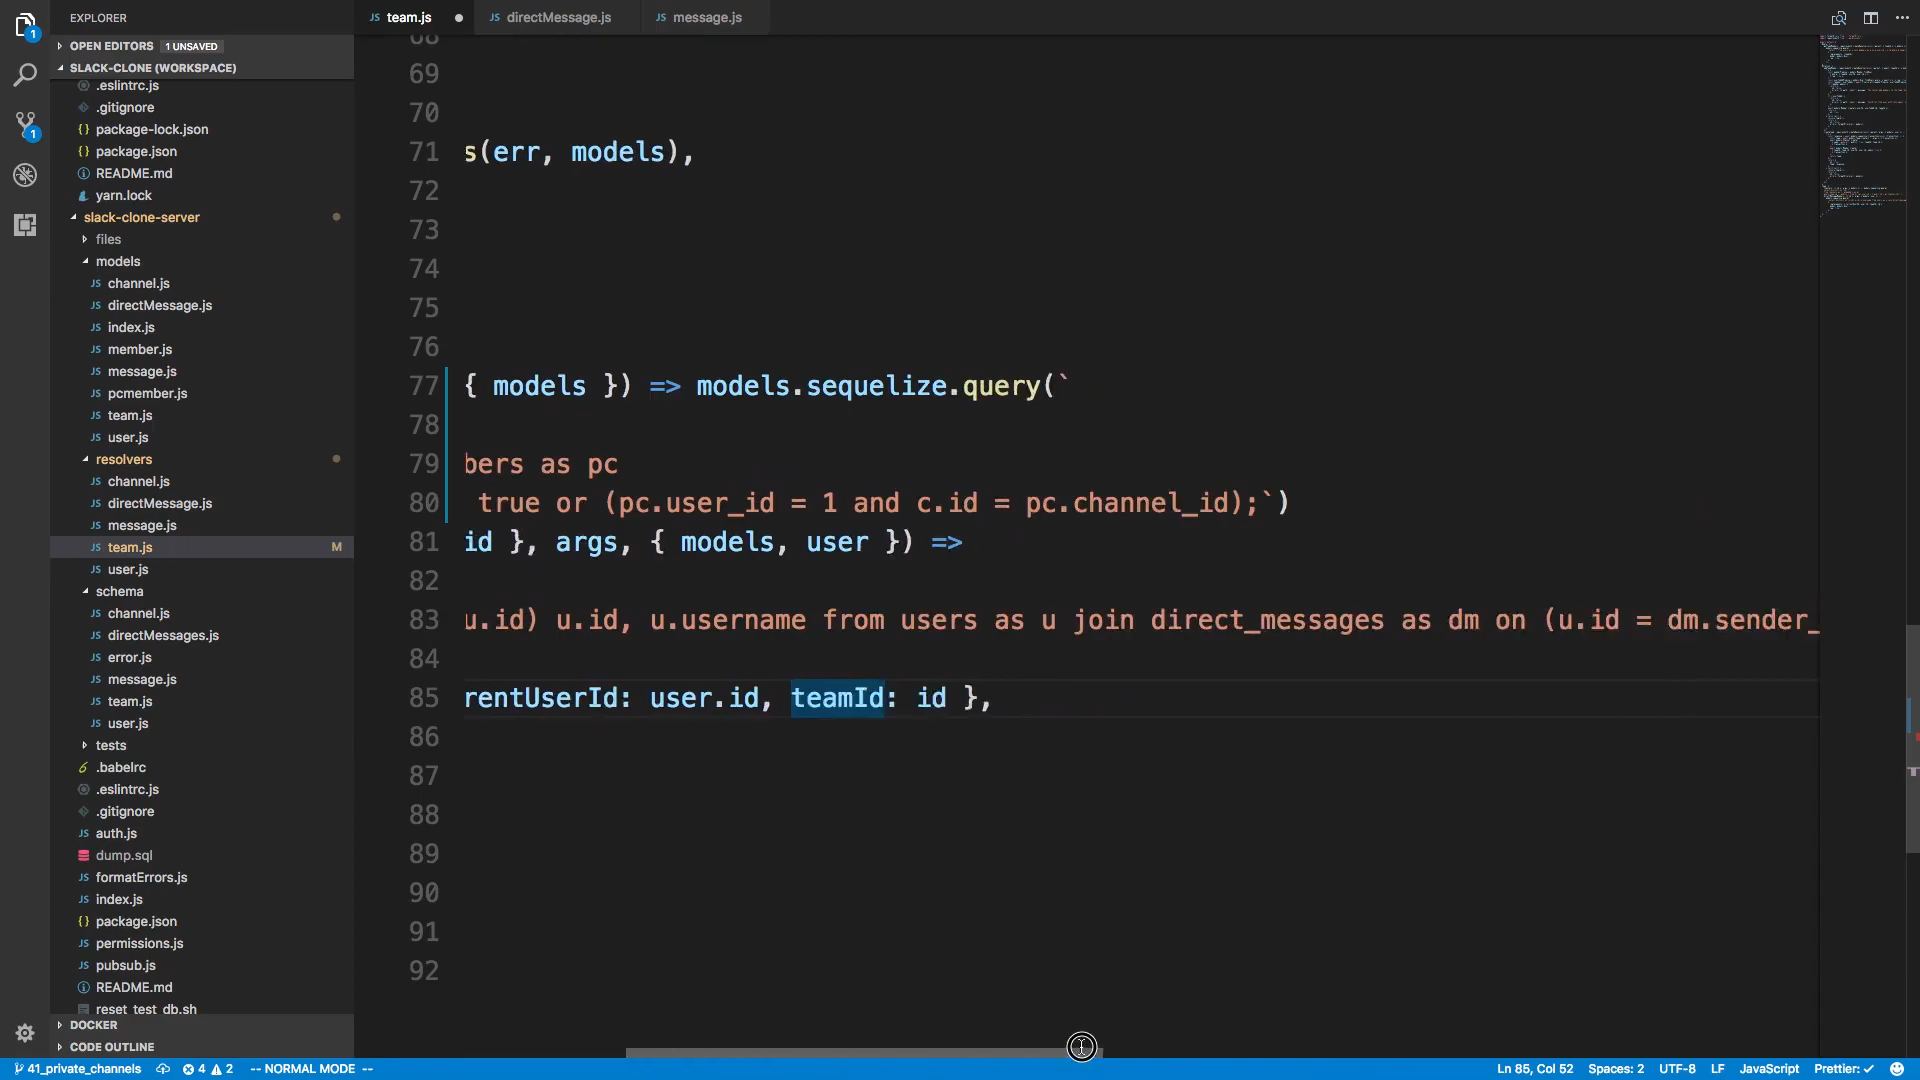 EXPLORER
JS team.js
JS directMessage.js
JS message.js
1
OPEN EDITORS 1 UNSAVED
SLACK-CLONE (WORKSPACE)
.eslintrc.js
.gitignore
{} package-lock.json
{} package.json
README.md
yarn.lock
slack-clone-server
files
models
JS channel.js
JS directMessage.js
JS index.js
JS member.js
JS message.js
JS pcmember.js
JS team.js
JS user.js
resolvers
JS channel.js
JS directMessage.js
JS message.js
JS team.js M
JS user.js
schema
JS channel.js
JS directMessages.js
JS error.js
JS message.js
JS team.js
JS user.js
tests
.babelrc
.eslintrc.js
.gitignore
JS auth.js
dump.sql
JS formatErrors.js
JS index.js
{} package.json
JS permissions.js
JS pubsub.js
README.md
reset_test_db.sh
DOCKER
CODE OUTLINE
1
68
69
70
71 s(err, models),
72
73
74
75
76
77 { models }) => models.sequelize.query(`
78
79 bers as pc
80 true or (pc.user_id = 1 and c.id = pc.channel_id);`)
81 id }, args, { models, user }) =>
82
83 u.id) u.id, u.username from users as u join direct_messages as dm on (u.id = dm.sender_
84
85 rentUserId: user.id, teamId: id },
86
87
88
89
90
91
92
41_private_channels 4 2 -- NORMAL MODE -- Ln 85, Col 52 Spaces: 2 UTF-8 LF JavaScript Prettier: ✓